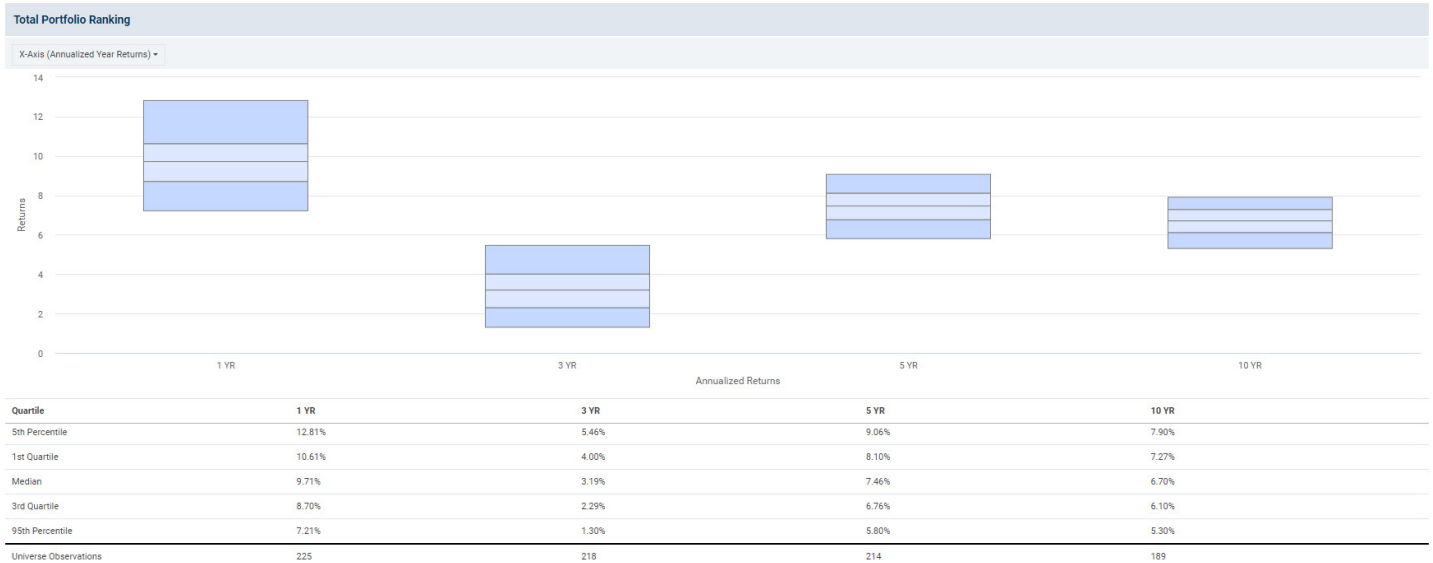 Total Portfolio Ranking
X-Axis (Annualized Year Returns)
14
12
10
8
6
4
2
0
Returns
1 YR 3 YR 5 YR 10 YR
Annualized Returns
Quartile 1 YR 3 YR 5 YR 10 YR
5th Percentile 12.81% 5.46% 9.06% 7.90%
1st Quartile 10.61% 4.00% 8.10% 7.27%
Median 9.71% 3.19% 7.46% 6.70%
3rd Quartile 8.70% 2.29% 6.76% 6.10%
95th Percentile 7.21% 1.30% 5.80% 5.30%
Universe Observations 225 218 214 189